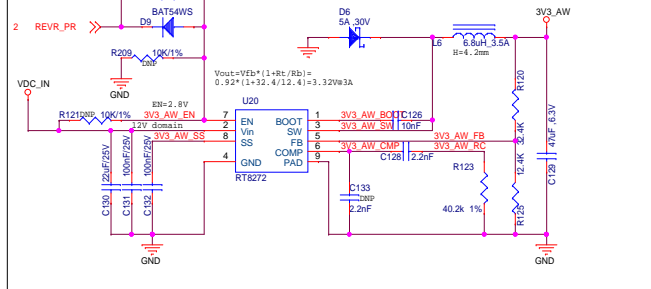 BAT54WS
D9
2 REVR_PR
R209 10K/1%
DNP
GND
VDC_IN
D6
5A ,30V
3V3_AW
L6 6.8uH_3.5A
H=4.2mm
Vout=Vfb*(1+Rt/Rb)=
0.92*(1+32.4/12.4)=3.32V@3A
R120
32.4K
EN=2.8V
U20
R121 DNP 10K/1%
3V3_AW_EN
12V domain
3V3_AW_SS
7 EN
2 Vin
8 SS
4 GND
BOOT 1
SW 3
FB 5
COMP 6
PAD 9
RT8272
3V3_AW_BOOT
C126
3V3_AW_SW
10nF
3V3_AW_FB
3V3_AW_CMP
3V3_AW_RC
C128 2.2nF
R123
40.2k 1%
12.4K
R125
47uF ,6.3V
C129
22uF/25V
C130
100nF/25V
C131
100nF/25V
C132
C133
DNP
2.2nF
GND
GND